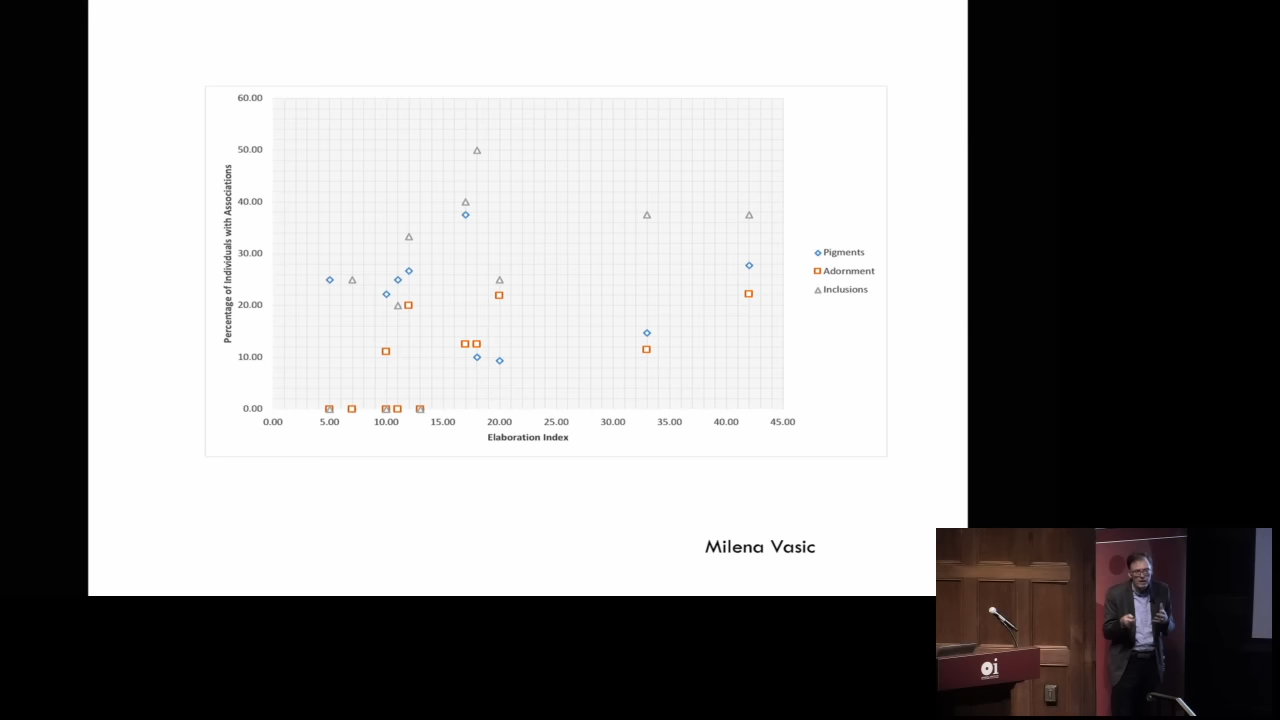 60.00
50.00
40.00
30.00
20.00
10.00
0.00
Percentage of Individuals with Associations
0.00 5.00 10.00 15.00 20.00 25.00 30.00 35.00 40.00 45.00
Elaboration Index
Pigments
Adornment
Inclusions
Milena Vasic
oi